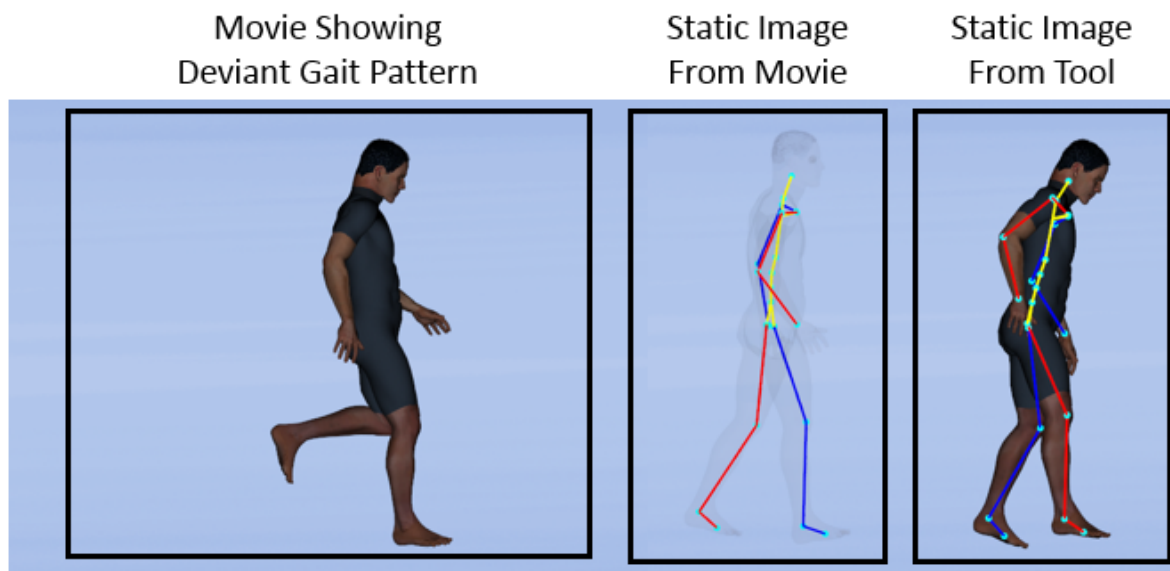 Movie Showing
Deviant Gait Pattern
Static Image
From Movie
Static Image
From Tool